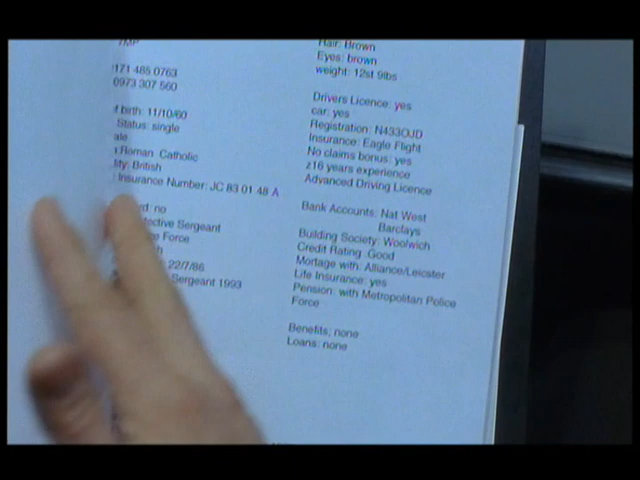 7MP
171 485 0763
0973 307 560
f birth: 11/10/60
Status: single
ale
:Roman Catholic
lity: British
Insurance Number: JC 83 01 48 A
rd: no
tective Sergeant
ce Force
h
22/7/86
Sergeant 1993
Hair: Brown
Eyes: brown
weight: 12st 9lbs
Drivers Licence: yes
car: yes
Registration: N433OJD
Insurance: Eagle Flight
No claims bonus: yes
z16 years experience
Advanced Driving Licence
Bank Accounts: Nat West
Barclays
Building Society: Woolwich
Credit Rating :Good
Mortage with: Alliance/Leicster
Life Insurance: yes
Pension: with Metropolitan Police
Force
Benefits; none
Loans: none